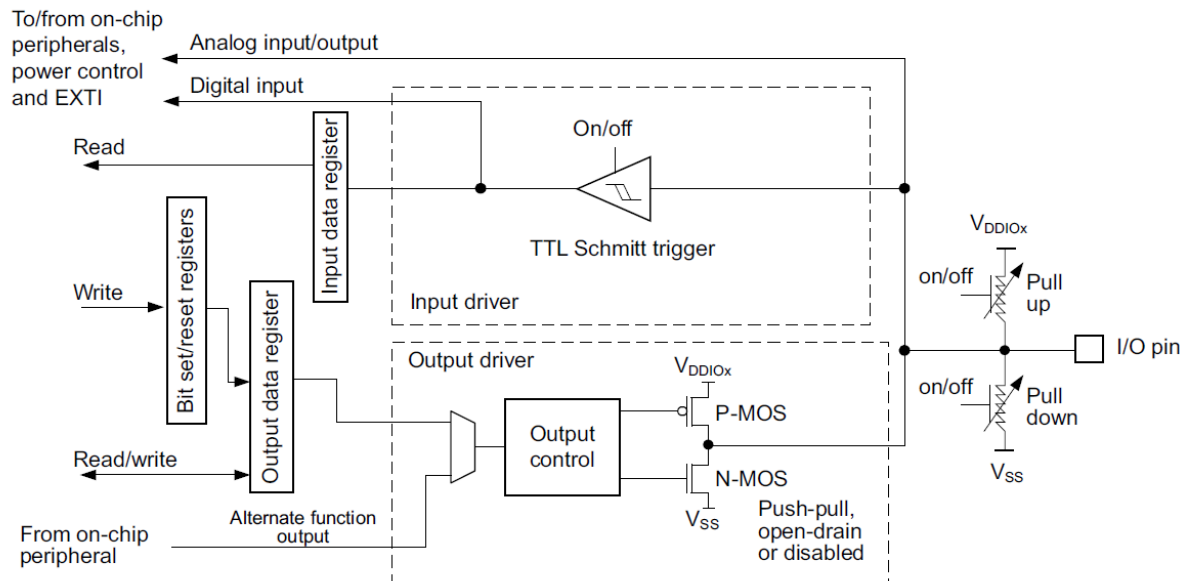 To/from on-chip
peripherals,
power control
and EXTI
Analog input/output
Digital input
On/off
Read
Input data register
TTL Schmitt trigger
Input driver
VDDIOx
on/off
Pull
up
Write
Bit set/reset registers
Output data register
Output driver
VDDIOx
P-MOS
I/O pin
on/off
Pull
down
VSS
Output
control
N-MOS
VSS
Push-pull,
open-drain
or disabled
Read/write
From on-chip
peripheral
Alternate function
output